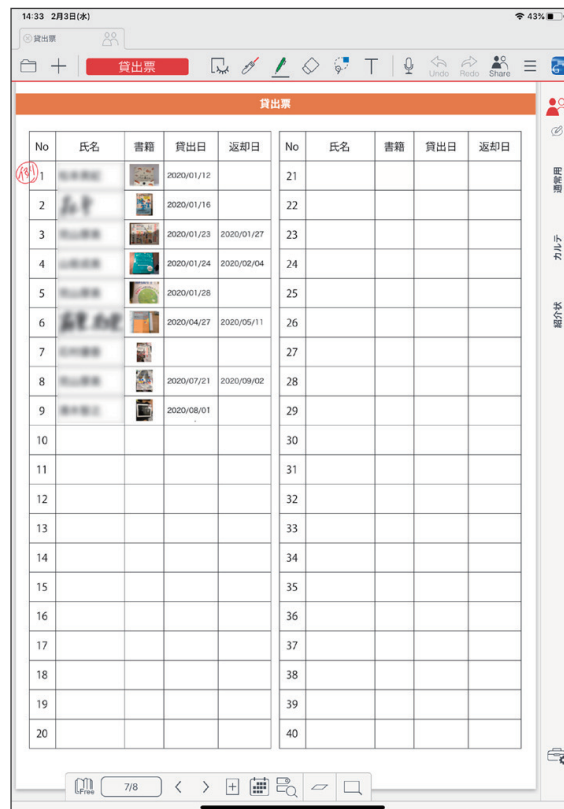 14:33 2月3日(水) 43%
貸出票
貸出票
Undo Redo Share
貸出票
No 氏名 書籍 貸出日 返却日 No 氏名 書籍 貸出日 返却日
例 1 2020/01/12 21
2 2020/01/16 22
3 2020/01/23 2020/01/27 23
4 2020/01/24 2020/02/04 24
5 2020/01/28 25
6 2020/04/27 2020/05/11 26
7 27
8 2020/07/21 2020/09/02 28
9 2020/08/01 29
10 30
11 31
12 32
13 33
14 34
15 35
16 36
17 37
18 38
19 39
20 40
通常用
カルテ
紹介状
Free 7/8